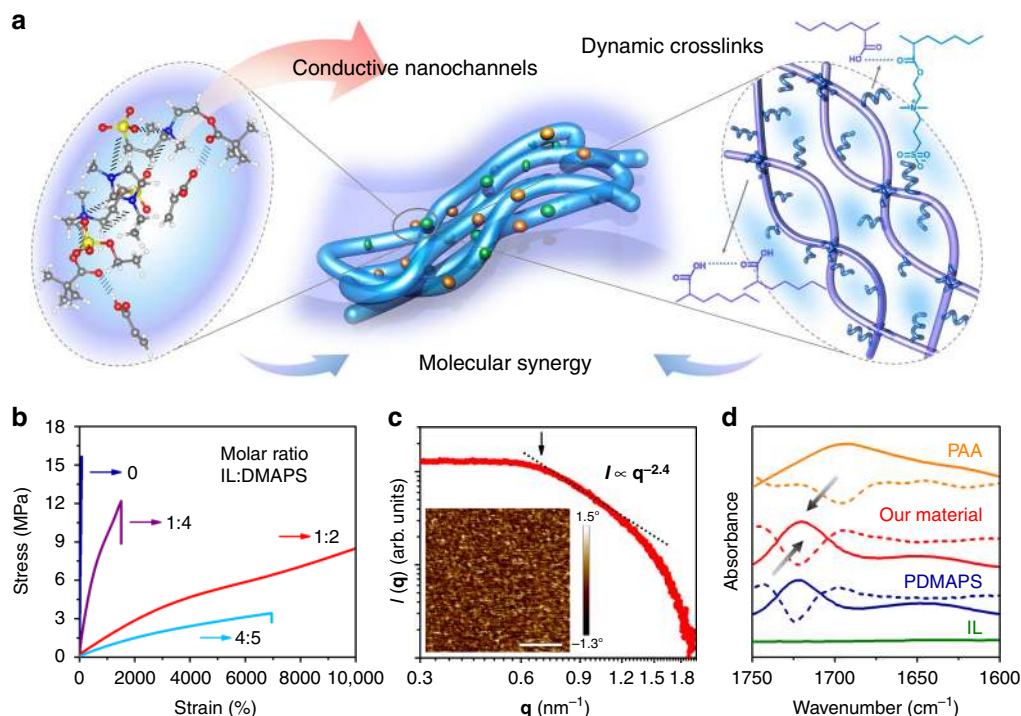 a
Conductive nanochannels
Dynamic crosslinks
O
HO
O
O
N
S
O
O
O
O
OH
O
OH
Molecular synergy
b
18
15
12
9
6
3
0
Stress (MPa)
Molar ratio
IL:DMAPS
0
1:4
1:2
4:5
0 2000 4000 6000 8000 10,000
Strain (%)
c
I (q) (arb. units)
I ∝ q−2.4
1.5°
−1.3°
0.3 0.6 0.9 1.2 1.5 1.8
q (nm−1)
d
Absorbance
PAA
Our material
PDMAPS
IL
1750 1700 1650 1600
Wavenumber (cm−1)